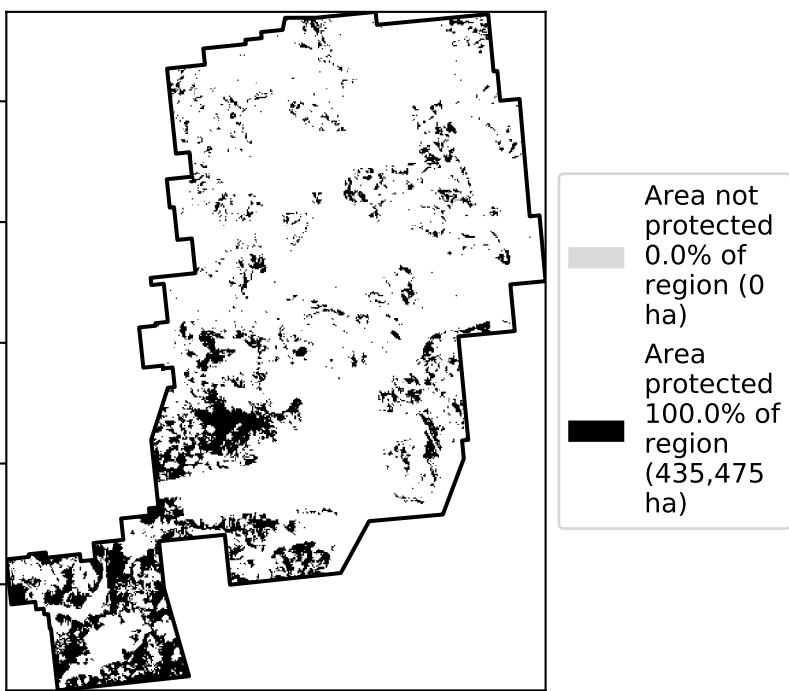 Area not
protected
0.0% of
region (0
ha)
Area
protected
100.0% of
region
(435,475
ha)